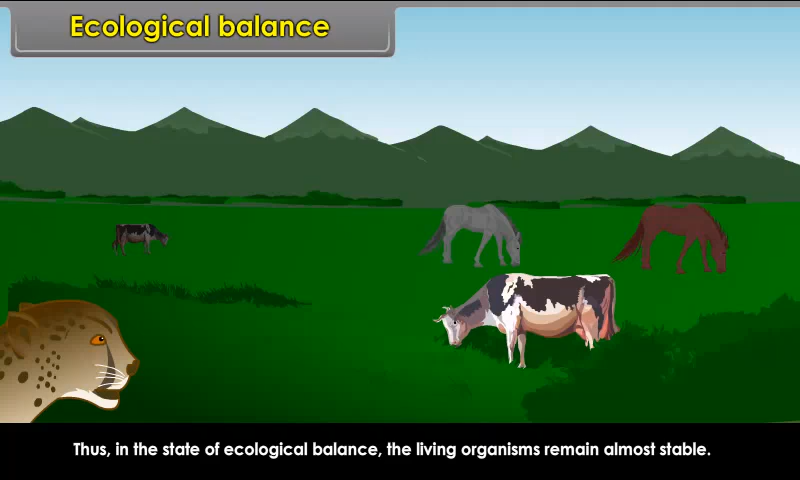 Ecological balance
Thus, in the state of ecological balance, the living organisms remain almost stable.